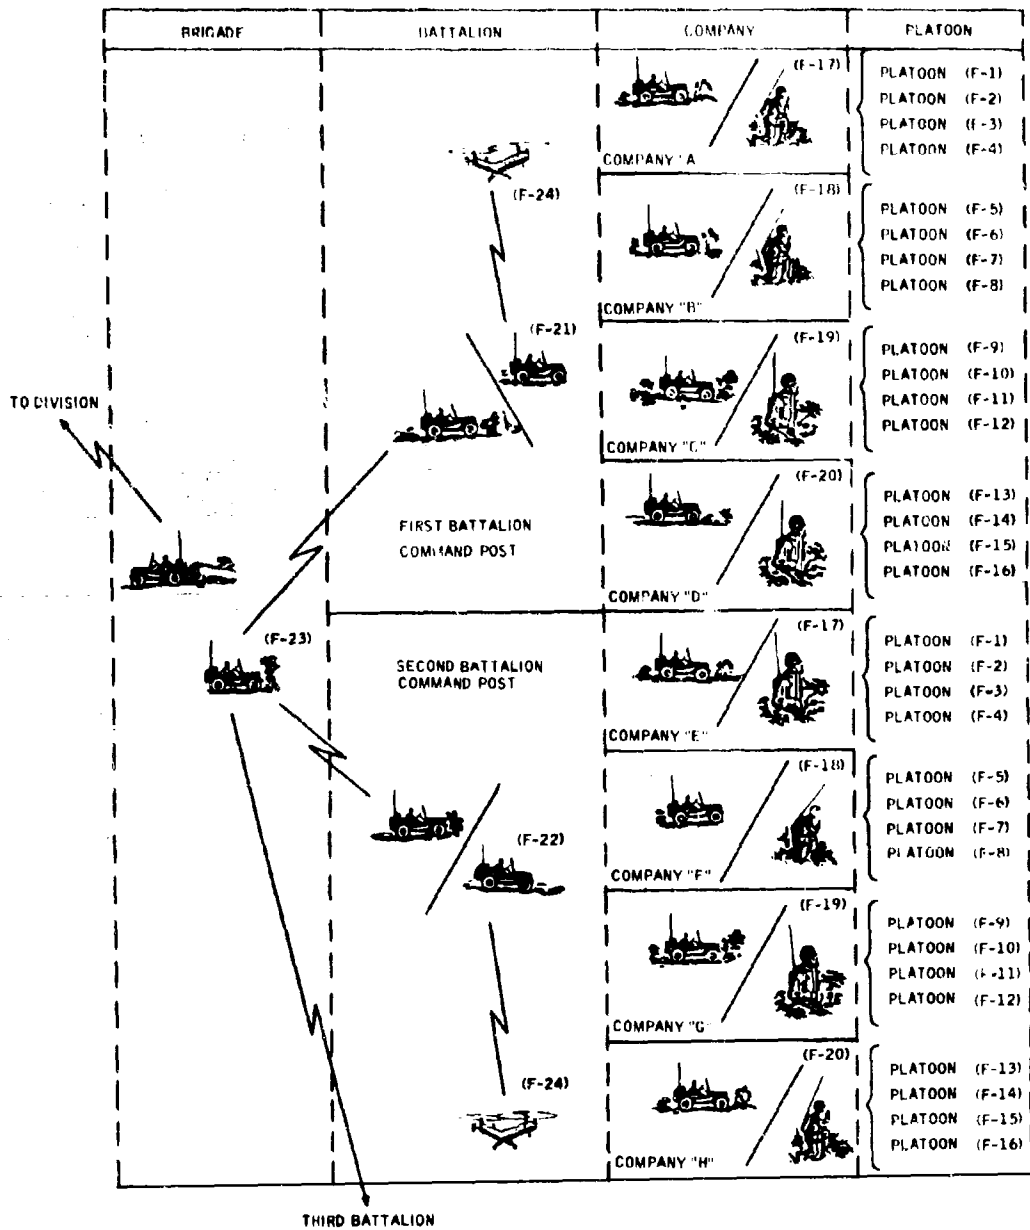 BRIGADE BATTALION COMPANY PLATOON
(F-17)
COMPANY "A
PLATOON (F-1)
PLATOON (F-2)
PLATOON (F-3)
PLATOON (F-4)
(F-24)
(F-18)
COMPANY "B"
PLATOON (F-5)
PLATOON (F-6)
PLATOON (F-7)
PLATOON (F-8)
(F-21)
(F-19)
COMPANY "C"
PLATOON (F-9)
PLATOON (F-10)
PLATOON (F-11)
PLATOON (F-12)
TO DIVISION
(F-20)
COMPANY "D"
PLATOON (F-13)
PLATOON (F-14)
PLATOON (F-15)
PLATOON (F-16)
FIRST BATTALION
COMMAND POST
(F-23)
SECOND BATTALION
COMMAND POST
(F-17)
COMPANY "E"
PLATOON (F-1)
PLATOON (F-2)
PLATOON (F-3)
PLATOON (F-4)
(F-18)
COMPANY "F"
PLATOON (F-5)
PLATOON (F-6)
PLATOON (F-7)
PLATOON (F-8)
(F-22)
(F-19)
COMPANY "G"
PLATOON (F-9)
PLATOON (F-10)
PLATOON (F-11)
PLATOON (F-12)
(F-24)
(F-20)
COMPANY "H"
PLATOON (F-13)
PLATOON (F-14)
PLATOON (F-15)
PLATOON (F-16)
THIRD BATTALION